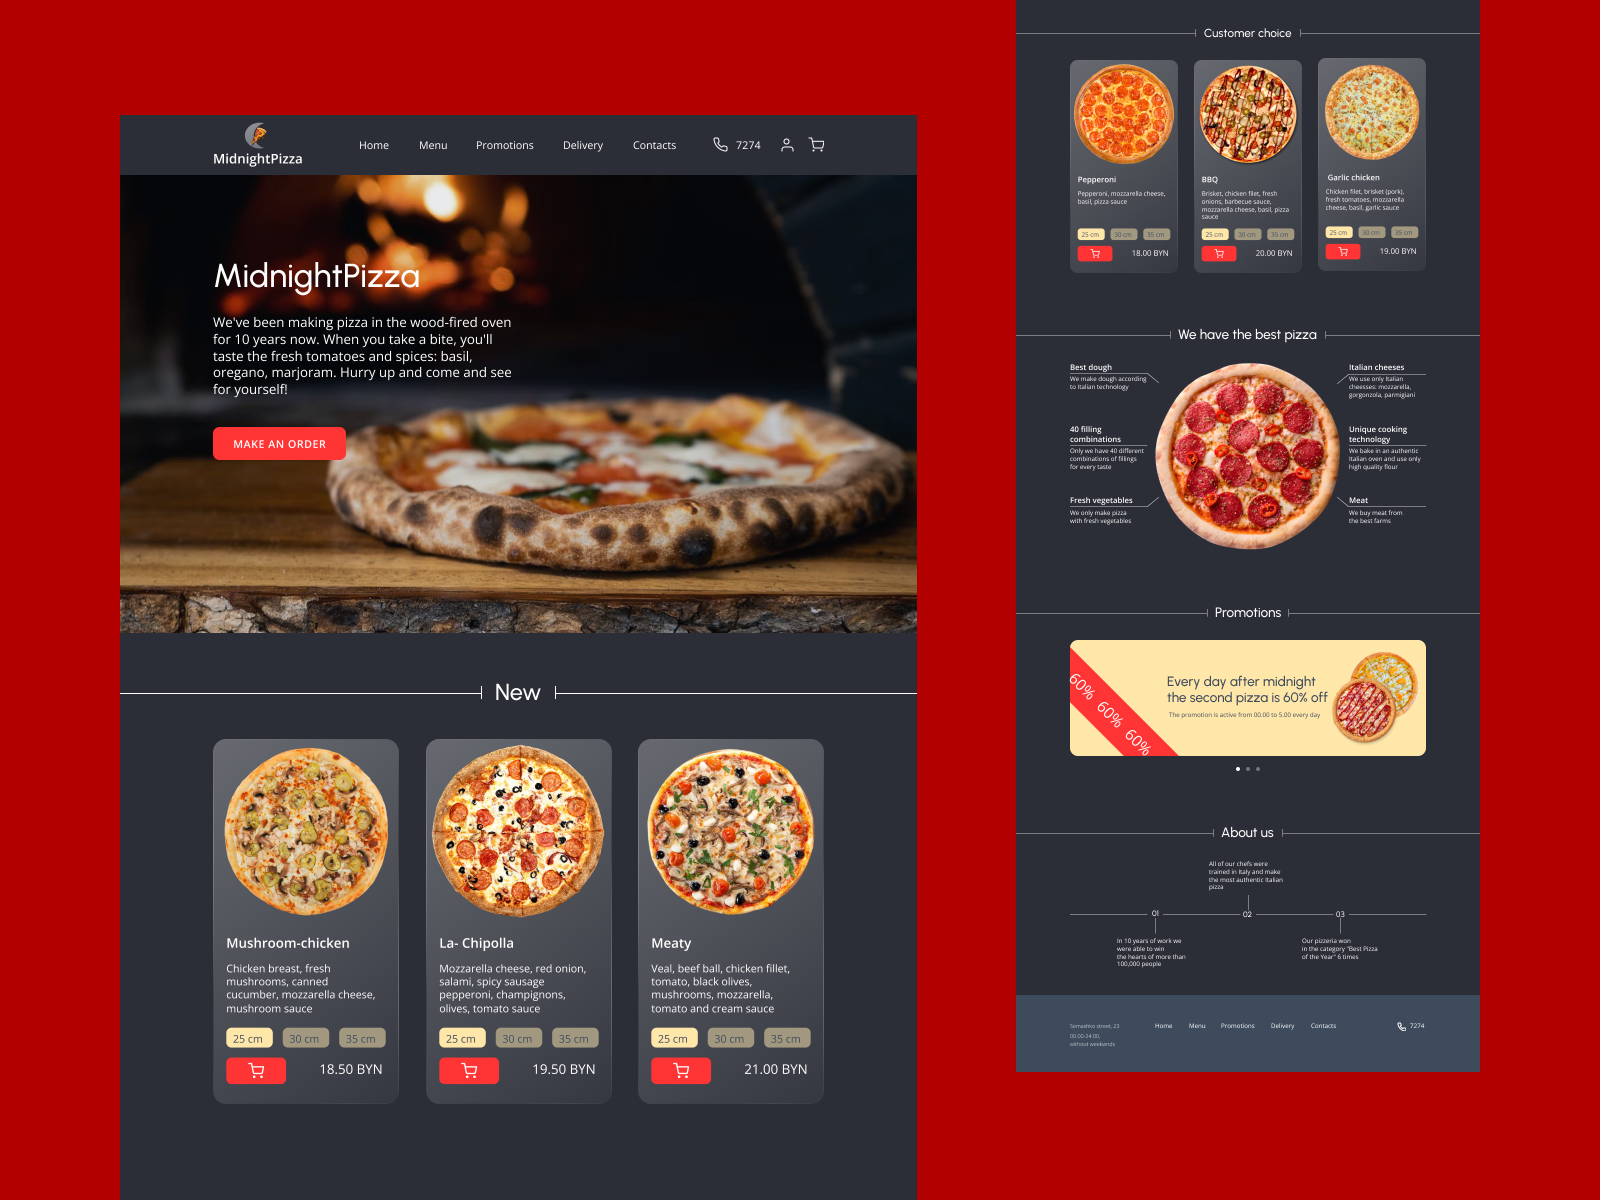 MidnightPizza
Home
Menu
Promotions
Delivery
Contacts
7274
MidnightPizza
We've been making pizza in the wood-fired oven
for 10 years now. When you take a bite, you'll
taste the fresh tomatoes and spices: basil,
oregano, marjoram. Hurry up and come and see
for yourself!
MAKE AN ORDER
New
Mushroom-chicken
Chicken breast, fresh
mushrooms, canned
cucumber, mozzarella cheese,
mushroom sauce
25 cm
30 cm
35 cm
18.50 BYN
La- Chipolla
Mozzarella cheese, red onion,
salami, spicy sausage
pepperoni, champignons,
olives, tomato sauce
25 cm
30 cm
35 cm
19.50 BYN
Meaty
Veal, beef ball, chicken fillet,
tomato, black olives,
mushrooms, mozzarella,
tomato and cream sauce
25 cm
30 cm
35 cm
21.00 BYN
Customer choice
Pepperoni
Pepperoni, mozzarella cheese,
basil, pizza sauce
25 cm
30 cm
35 cm
18.00 BYN
BBQ
Brisket, chicken filet, fresh
onions, barbecue sauce,
mozzarella cheese, basil, pizza
sauce
25 cm
30 cm
35 cm
20.00 BYN
Garlic chicken
Chicken filet, brisket (pork),
fresh tomatoes, mozzarella
cheese, basil, garlic sauce
25 cm
30 cm
35 cm
19.00 BYN
We have the best pizza
Best dough
We make dough according
to Italian technology
40 filling
combinations
Only we have 40 different
combinations of fillings
for every taste
Fresh vegetables
We only make pizza
with fresh vegetables
Italian cheeses
We use only Italian
cheesses: mozzarella,
gorgonzola, parmigiani
Unique cooking
technology
We bake in an authentic
Italian oven and use only
high quality flour
Meat
We buy meat from
the best farms
Promotions
60% 60% 60%
Every day after midnight
the second pizza is 60% off
The promotion is active from 00.00 to 5.00 every day
About us
All of our chefs were
trained in Italy and make
the most authentic Italian
pizza
01
02
03
In 10 years of work we
were able to win
the hearts of more than
100,000 people
Our pizzeria won
in the category "Best Pizza
of the Year" 6 times
Semashko street, 23
00:00-24:00,
without weekends
Home
Menu
Promotions
Delivery
Contacts
7274